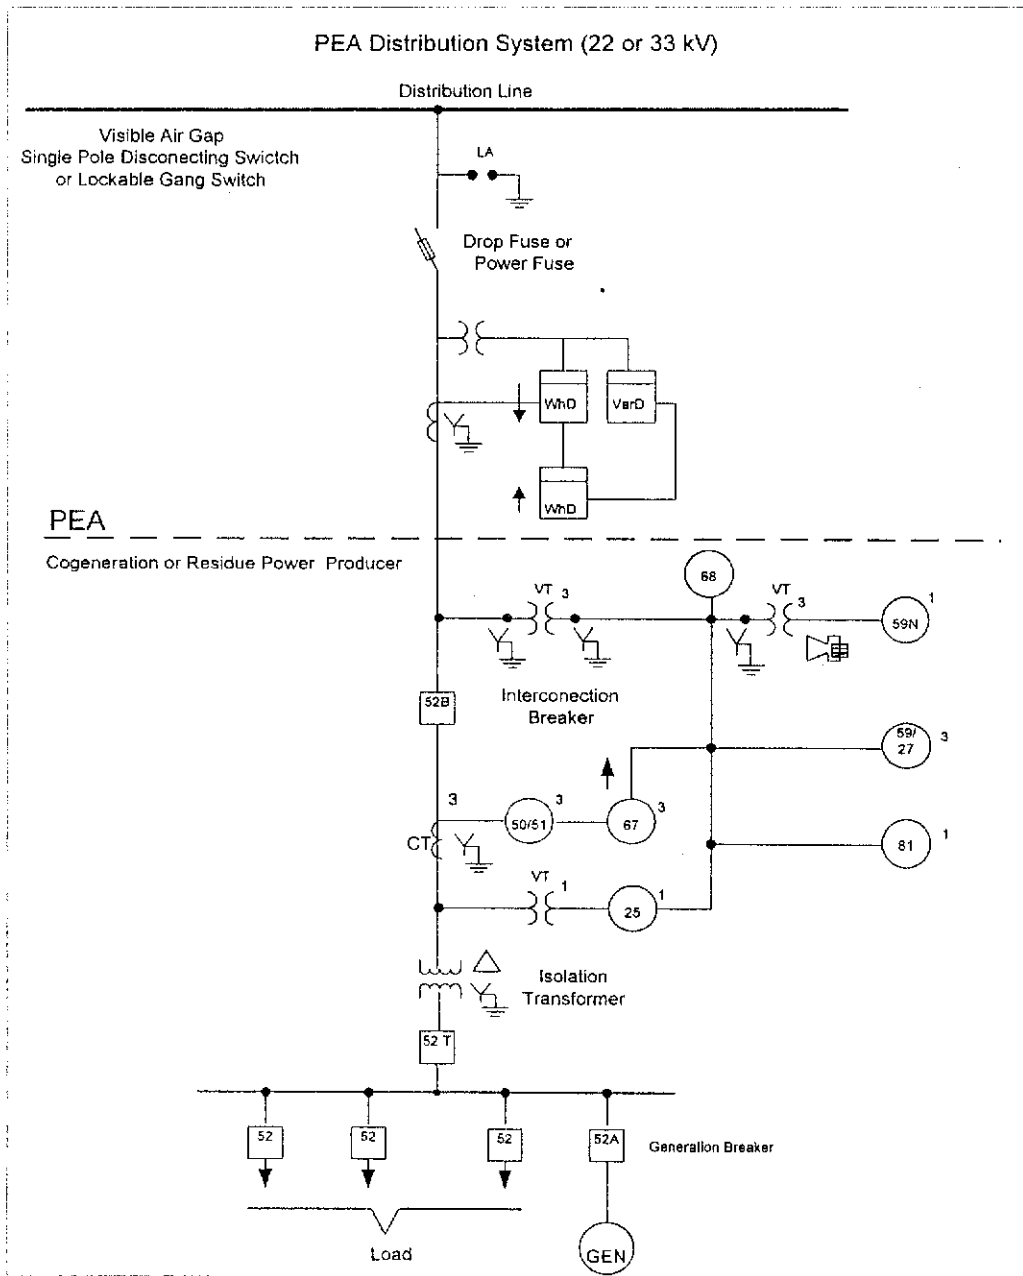 PEA Distribution System (22 or 33 kV)
Distribution Line
Visible Air Gap
Single Pole Disconecting Swictch
or Lockable Gang Switch
LA
Drop Fuse or
Power Fuse
WhD
VarD
WhD
PEA
Cogeneration or Residue Power Producer
68
VT
3
VT
3
1
59N
52B
Interconection
Breaker
59/
27
3
3
50/51
3
67
3
CT
81
1
VT
1
25
1
Isolation
Transformer
52 T
52
52
52
52A
Generation Breaker
Load
GEN